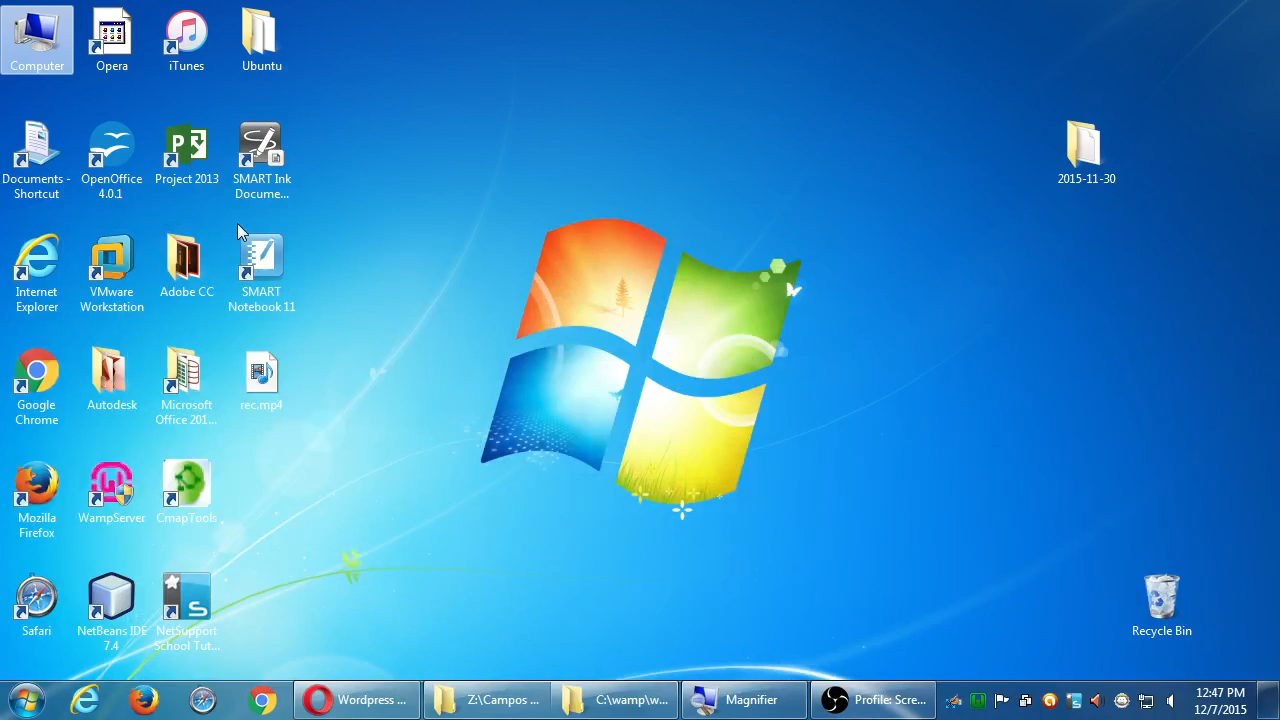 Computer
Opera
iTunes
Ubuntu
Documents -
Shortcut
OpenOffice
4.0.1
Project 2013
SMART Ink
Docume...
2015-11-30
Internet
Explorer
VMware
Workstation
Adobe CC
SMART
Notebook 11
Google
Chrome
Autodesk
Microsoft
Office 201...
rec.mp4
Mozilla
Firefox
WampServer
CmapTools
Safari
NetBeans IDE
7.4
NetSupport
School Tut...
Recycle Bin
Wordpress ...
Z:\Campos ...
C:\wamp\w...
Magnifier
Profile: Scre...
12:47 PM
12/7/2015